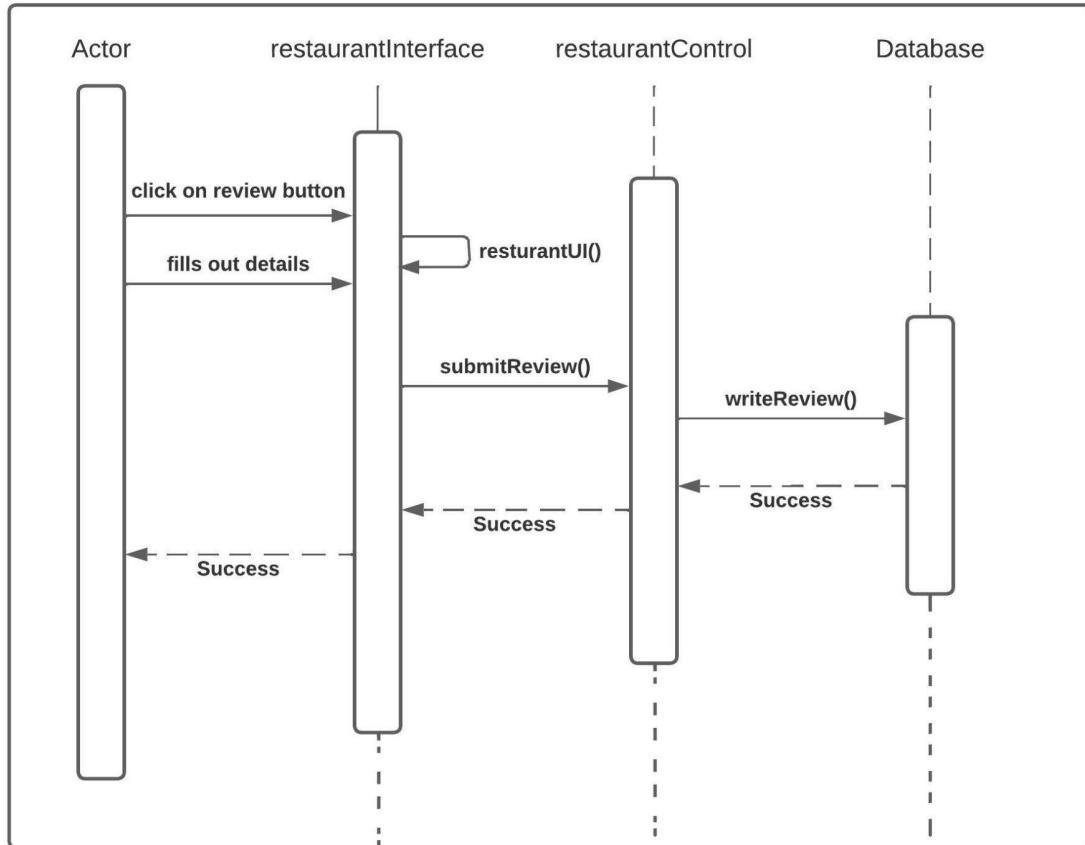 Actor
restaurantInterface
restaurantControl
Database
click on review button
resturantUI()
fills out details
submitReview()
writeReview()
Success
Success
Success